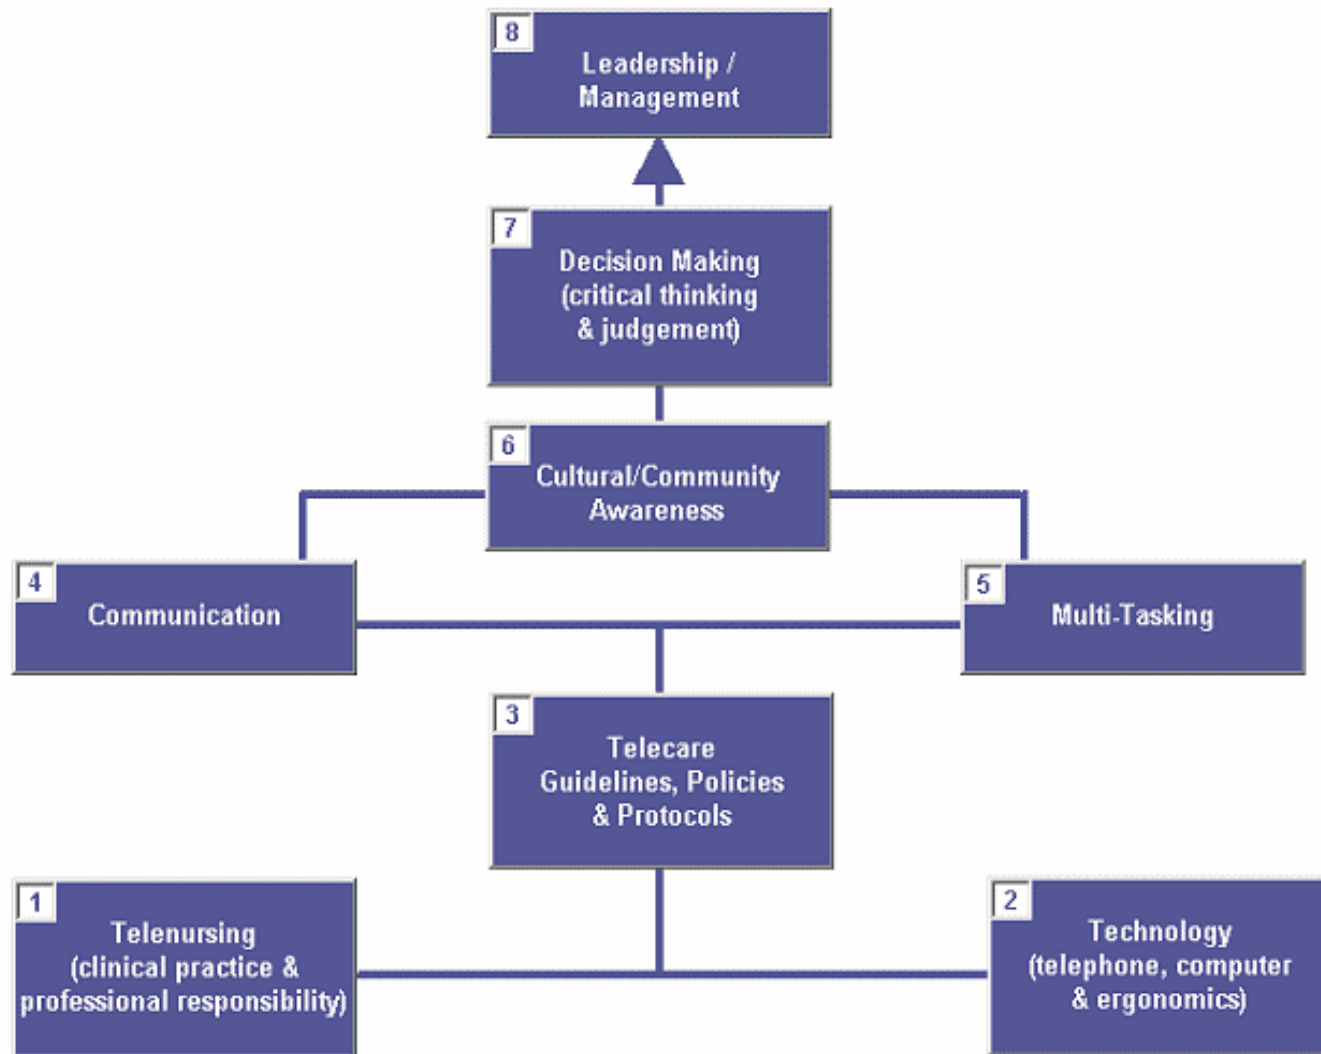 8
Leadership /
Management
7
Decision Making
(critical thinking
& judgement)
6
Cultural/Community
Awareness
4
Communication
5
Multi-Tasking
3
Telecare
Guidelines, Policies
& Protocols
1
Telenursing
(clinical practice &
professional responsibility)
2
Technology
(telephone, computer
& ergonomics)